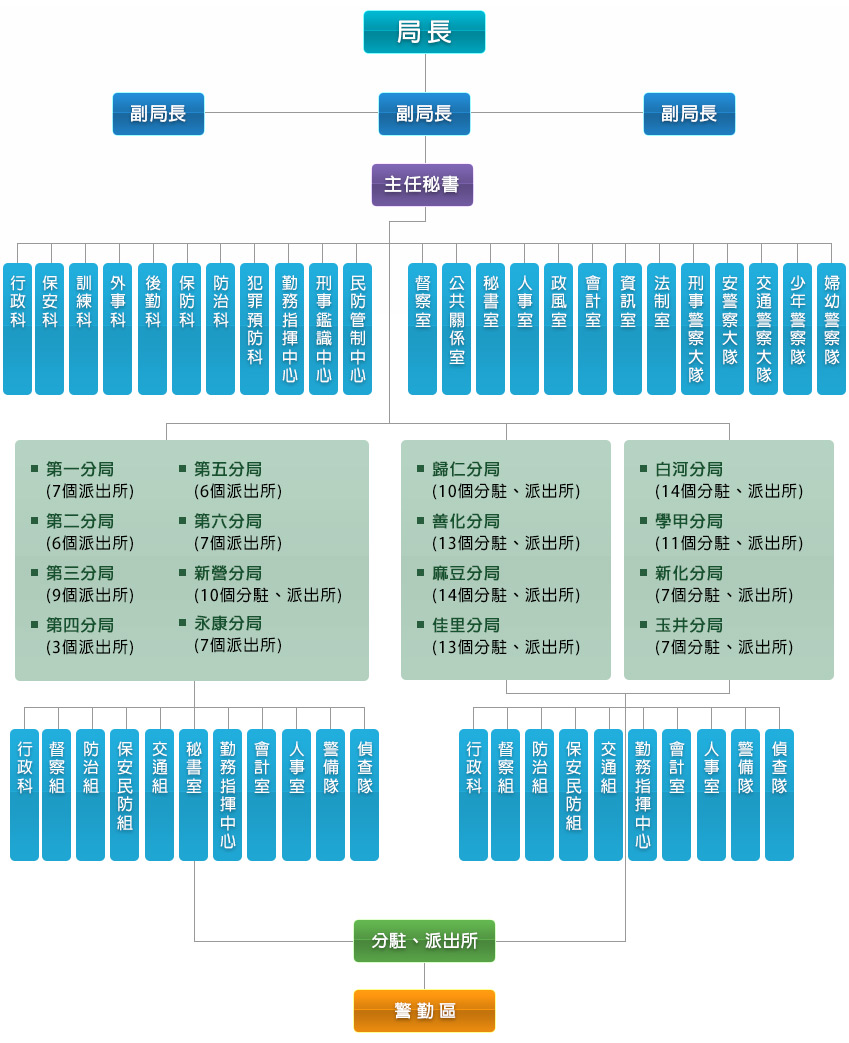 局長
副局長
副局長
副局長
主任秘書
行政科
保安科
訓練科
外事科
後勤科
保防科
防治科
犯罪預防科
勤務指揮中心
刑事鑑識中心
民防管制中心
督察室
公共關係室
秘書室
人事室
政風室
會計室
資訊室
法制室
刑事警察大隊
安警察大隊
交通警察大隊
少年警察隊
婦幼警察隊
第一分局
(7個派出所)
第二分局
(6個派出所)
第三分局
(9個派出所)
第四分局
(3個派出所)
第五分局
(6個派出所)
第六分局
(7個派出所)
新營分局
(10個分駐、派出所)
永康分局
(7個派出所)
歸仁分局
(10個分駐、派出所)
善化分局
(13個分駐、派出所)
麻豆分局
(14個分駐、派出所)
佳里分局
(13個分駐、派出所)
白河分局
(14個分駐、派出所)
學甲分局
(11個分駐、派出所)
新化分局
(7個分駐、派出所)
玉井分局
(7個分駐、派出所)
行政科
督察組
防治組
保安民防組
交通組
秘書室
勤務指揮中心
會計室
人事室
警備隊
偵查隊
行政科
督察組
防治組
保安民防組
交通組
勤務指揮中心
會計室
人事室
警備隊
偵查隊
分駐、派出所
警勤區